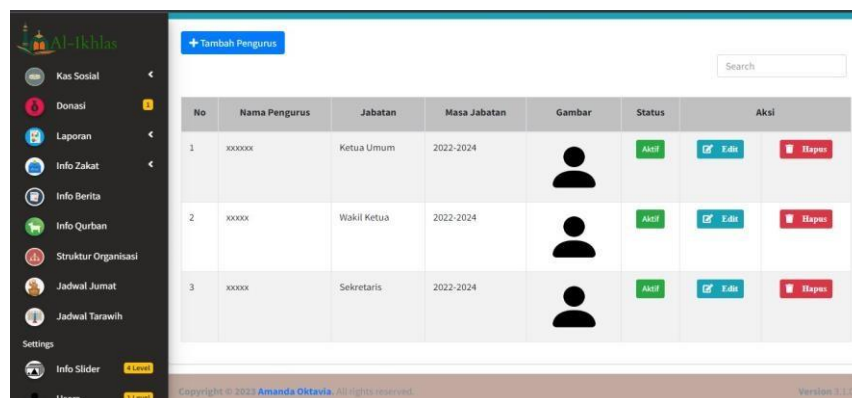 Al-Ikhlas
Kas Sosial
Donasi 1
Laporan
Info Zakat
Info Berita
Info Qurban
Struktur Organisasi
Jadwal Jumat
Jadwal Tarawih
Settings
Info Slider 4 Level
Tambah Pengurus
Search
No Nama Pengurus Jabatan Masa Jabatan Gambar Status Aksi
1 xxxxxx Ketua Umum 2022-2024 Aktif Edit Hapus
2 xxxxx Wakil Ketua 2022-2024 Aktif Edit Hapus
3 xxxxx Sekretaris 2022-2024 Aktif Edit Hapus
Copyright © 2023 Amanda Oktavia. All rights reserved. Version